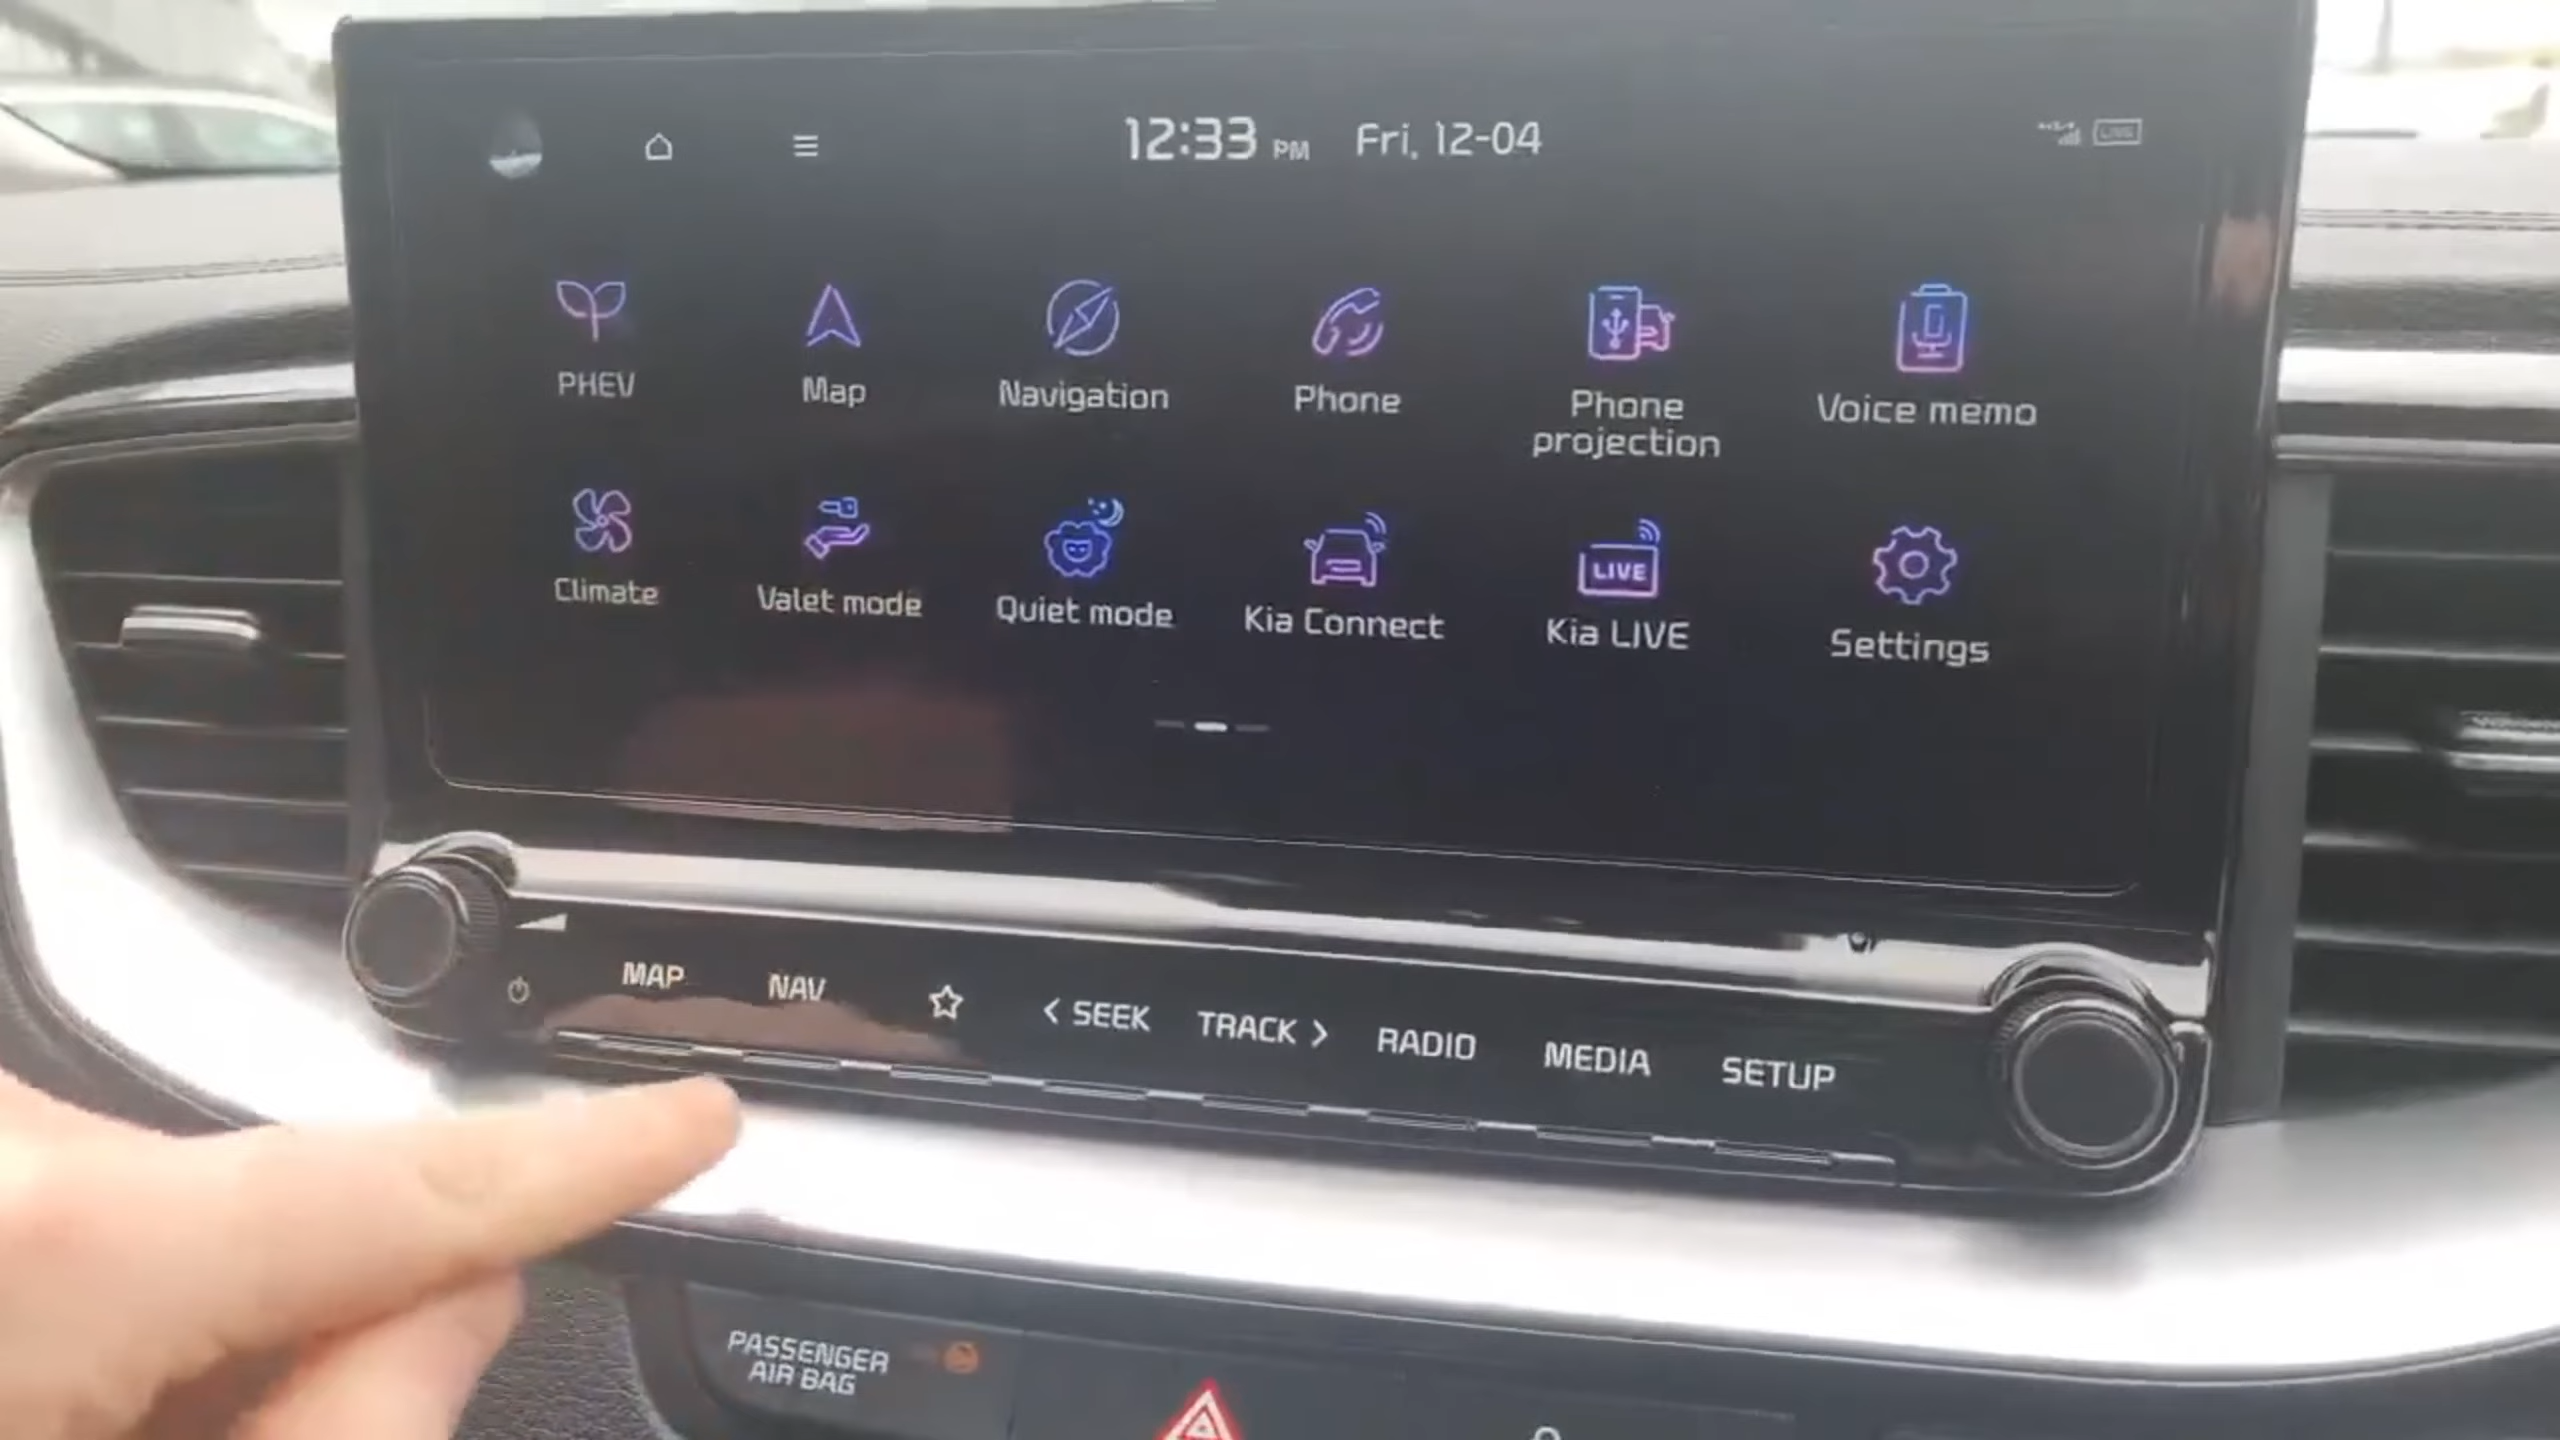 12:33 PM Fri, 12-04
LIVE
PHEV
Map
Navigation
Phone
Phone
projection
Voice memo
Climate
Valet mode
Quiet mode
Kia Connect
LIVE
Kia LIVE
Settings
MAP
NAV
< SEEK
TRACK >
RADIO
MEDIA
SETUP
PASSENGER
AIR BAG